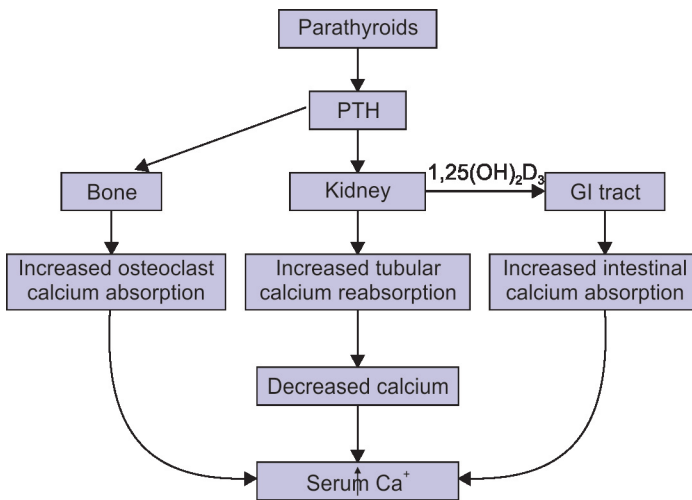 Parathyroids
PTH
1,25(OH)₂D₃
Bone
Kidney
GI tract
Increased osteoclast
calcium absorption
Increased tubular
calcium reabsorption
Increased intestinal
calcium absorption
Decreased calcium
Serum Ca⁺